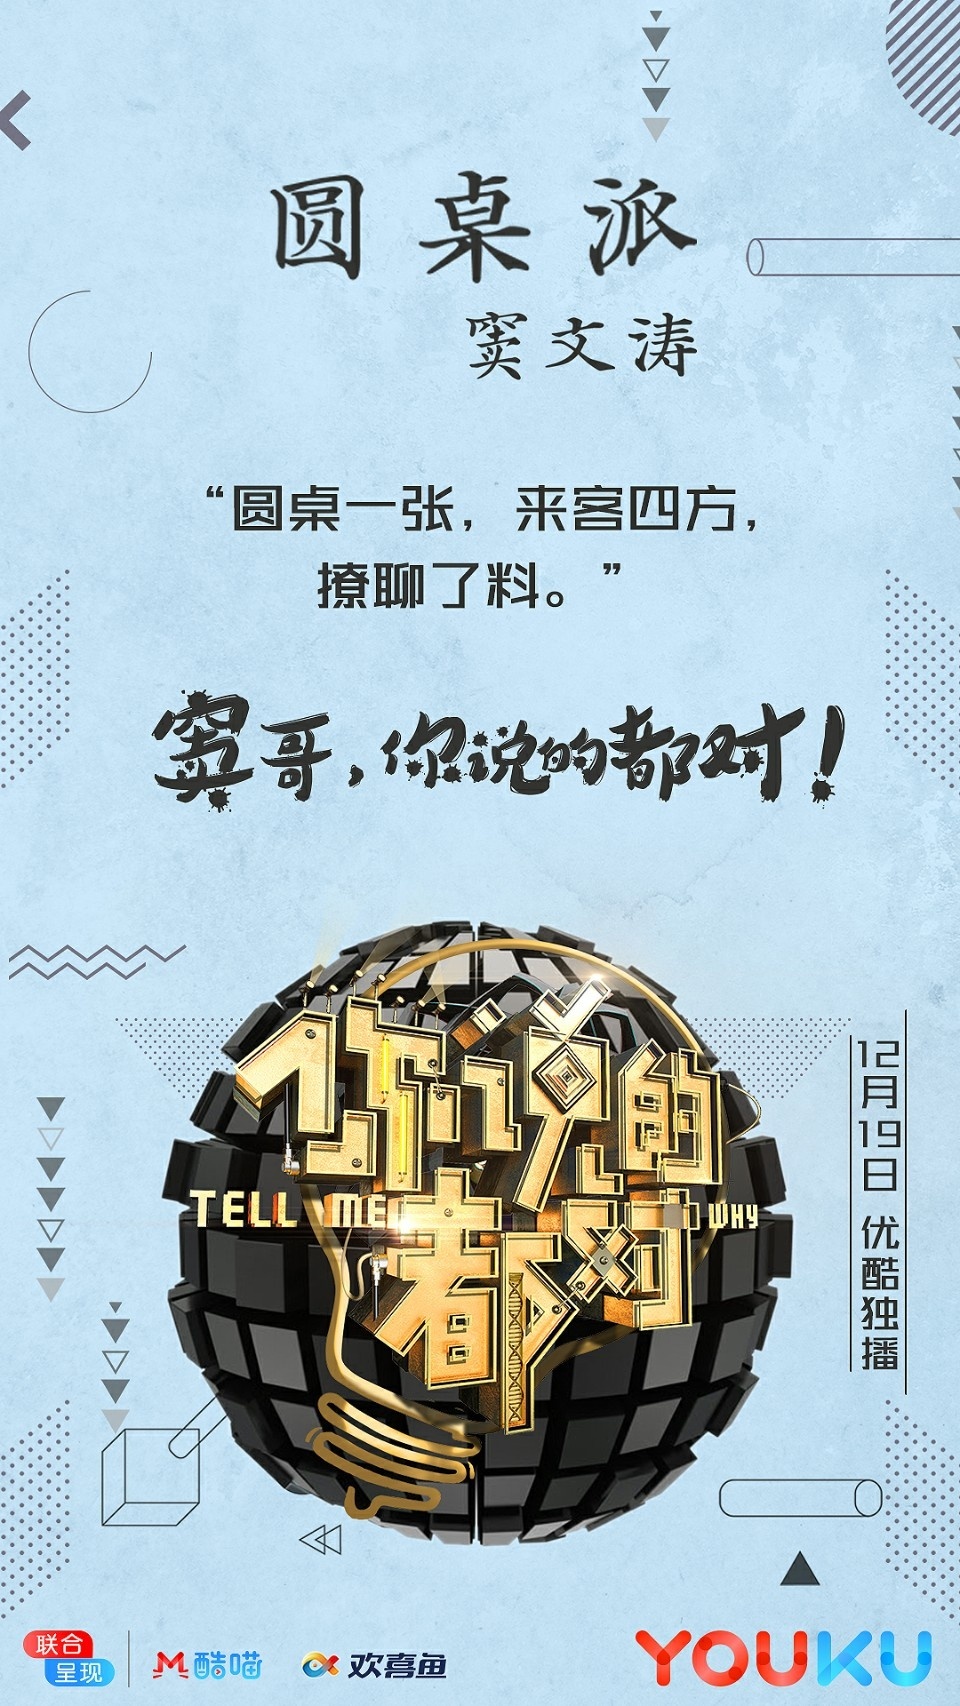 圆桌派
窦文涛
“圆桌一张，来客四方，
撩聊了料。”
窦哥，你说的都对！
你说的
TELL ME WHY
都对
12月19日 优酷独播
联合
呈现
酷喵
欢喜鱼
YOUKU